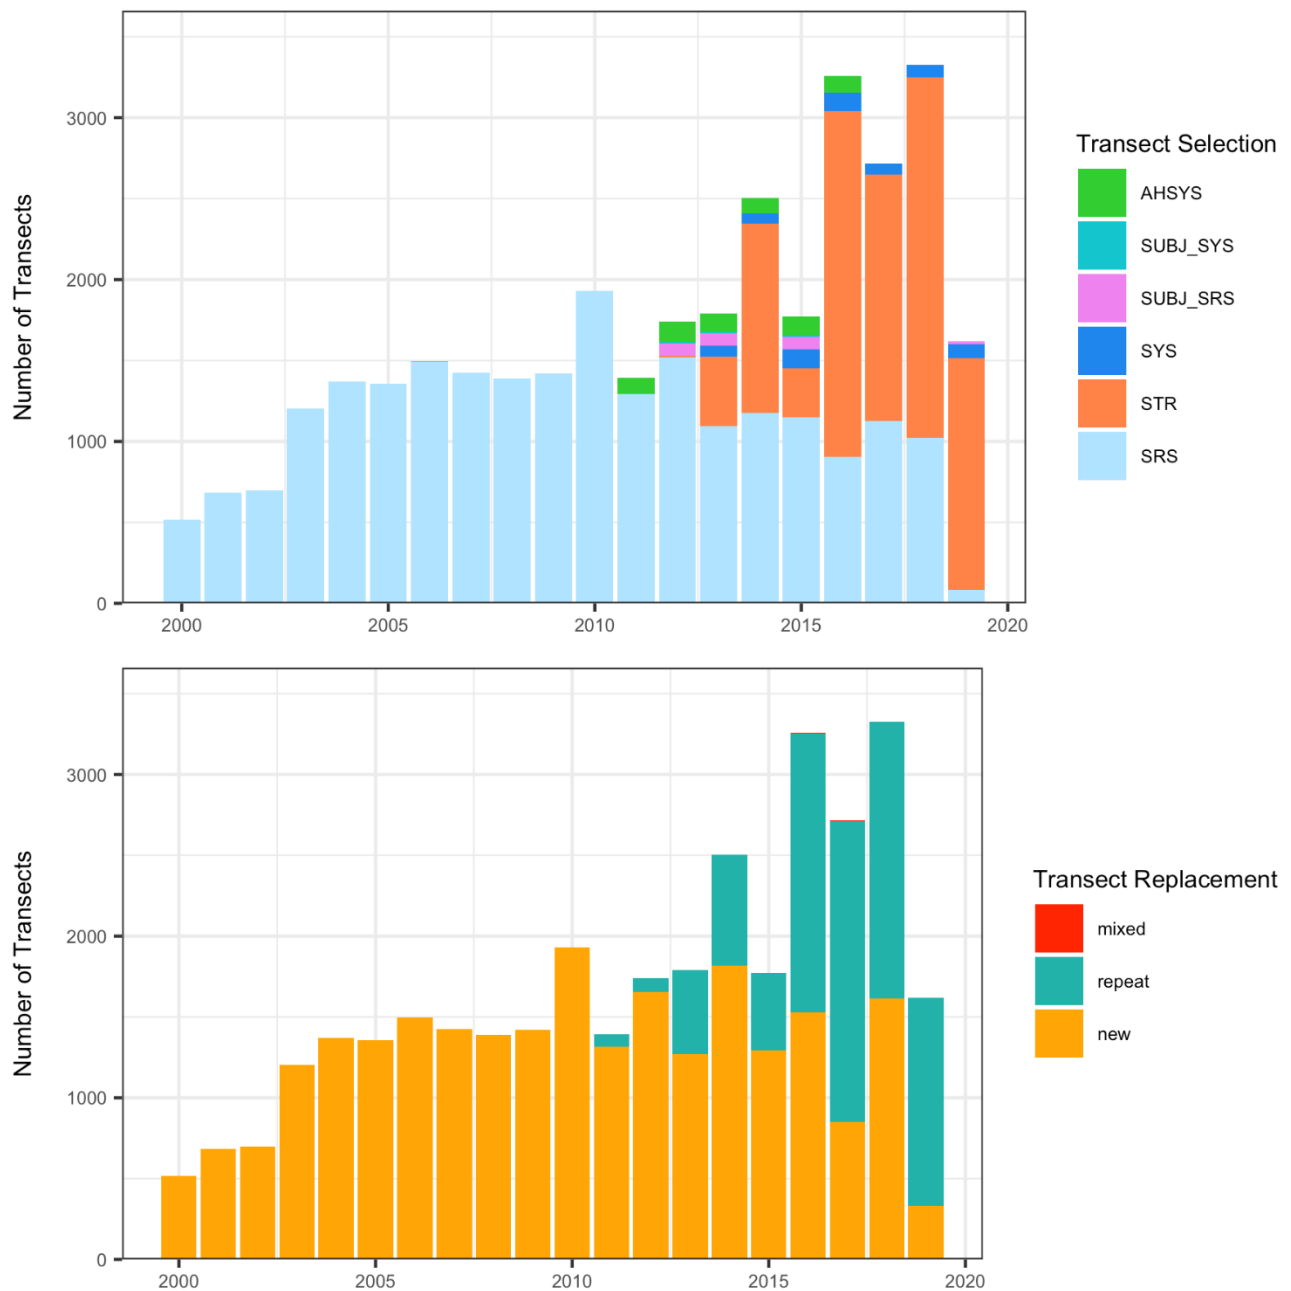 Number of Transects
3000
2000
1000
0
2000
2005
2010
2015
2020
Transect Selection
AHSYS
SUBJ_SYS
SUBJ_SRS
SYS
STR
SRS
Number of Transects
3000
2000
1000
0
2000
2005
2010
2015
2020
Transect Replacement
mixed
repeat
new